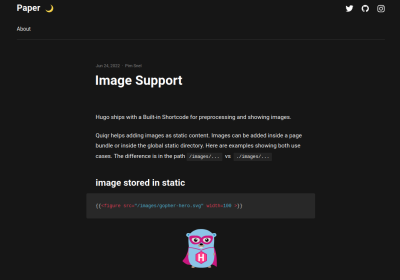 Paper
About
Jun 24, 2022
Image Support
Hugo ships with a Built-in Shortcode for preprocessing and showing images.
Quiqr helps adding images as static content. Images can be added inside a page
bundle or inside the global static directory. Here are examples showing both use
cases. The difference is in the path /images/... vs ./images/...
image stored in static
{{<figure src="/images/gopher-hero.svg" width=100 >}}
H